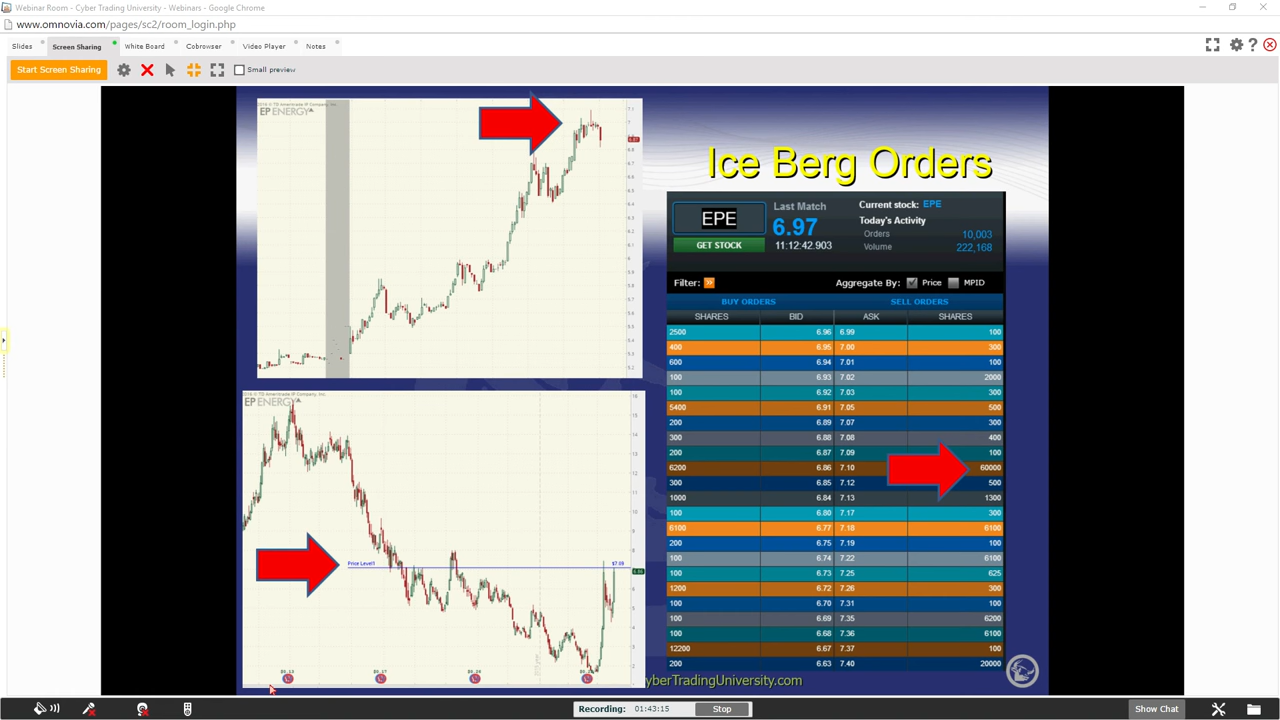 Webinar Room - Cyber Trading University - Webinars - Google Chrome
www.omnovia.com/pages/sc2/room_login.php
Slides Screen Sharing White Board Cobrowser Video Player Notes
Start Screen Sharing Small preview
EP ENERGY
Ice Berg Orders
EPE
GET STOCK
Last Match
6.97
11:12:42.903
Current stock: EPE
Today's Activity
Orders 10,003
Volume 222,168
Filter: Aggregate By: Price MPID
BUY ORDERS SELL ORDERS
SHARES BID ASK SHARES
2500 6.96 6.99 100
400 6.95 7.00 300
600 6.94 7.01 100
100 6.93 7.02 2000
100 6.92 7.03 300
5400 6.91 7.05 500
200 6.89 7.07 300
300 6.88 7.08 400
200 6.87 7.09 100
6200 6.86 7.10 60000
300 6.85 7.12 500
1000 6.84 7.13 1300
100 6.80 7.17 300
6100 6.77 7.18 6100
200 6.75 7.19 100
100 6.74 7.22 6100
100 6.73 7.25 625
1200 6.72 7.26 300
100 6.70 7.31 100
100 6.69 7.35 6200
100 6.68 7.36 6100
12200 6.67 7.37 100
200 6.63 7.40 20000
EP ENERGY
Price Level1
yberTradingUniversity.com
Recording: 01:43:15 Stop
Show Chat